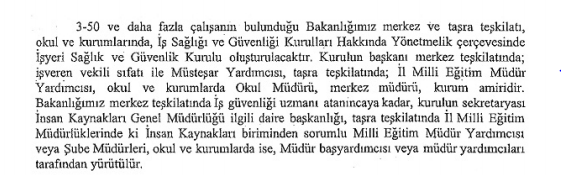 3-50 ve daha fazla çalışanın bulunduğu Bakanlığımız merkez ve taşra teşkilatı,
okul ve kurumlarında, İş Sağlığı ve Güvenliği Kurulları Hakkında Yönetmelik çerçevesinde
İşyeri Sağlık ve Güvenlik Kurulu oluşturulacaktır. Kurulun başkanı merkez teşkilatında;
işveren vekili sıfatı ile Müsteşar Yardımcısı, taşra teşkilatında; İl Milli Eğitim Müdür
Yardımcısı, okul ve kurumlarda Okul Müdürü, merkez müdürü, kurum amiridir.
Bakanlığımız merkez teşkilatında İş güvenliği uzmanı atanıncaya kadar, kurulun sekretaryası
İnsan Kaynakları Genel Müdürlüğü ilgili daire başkanlığı, taşra teşkilatında İl Milli Eğitim
Müdürlüklerinde ki İnsan Kaynakları biriminden sorumlu Milli Eğitim Müdür Yardımcısı
veya Şube Müdürleri, okul ve kurumlarda ise, Müdür başyardımcısı veya müdür yardımcıları
tarafından yürütülür.